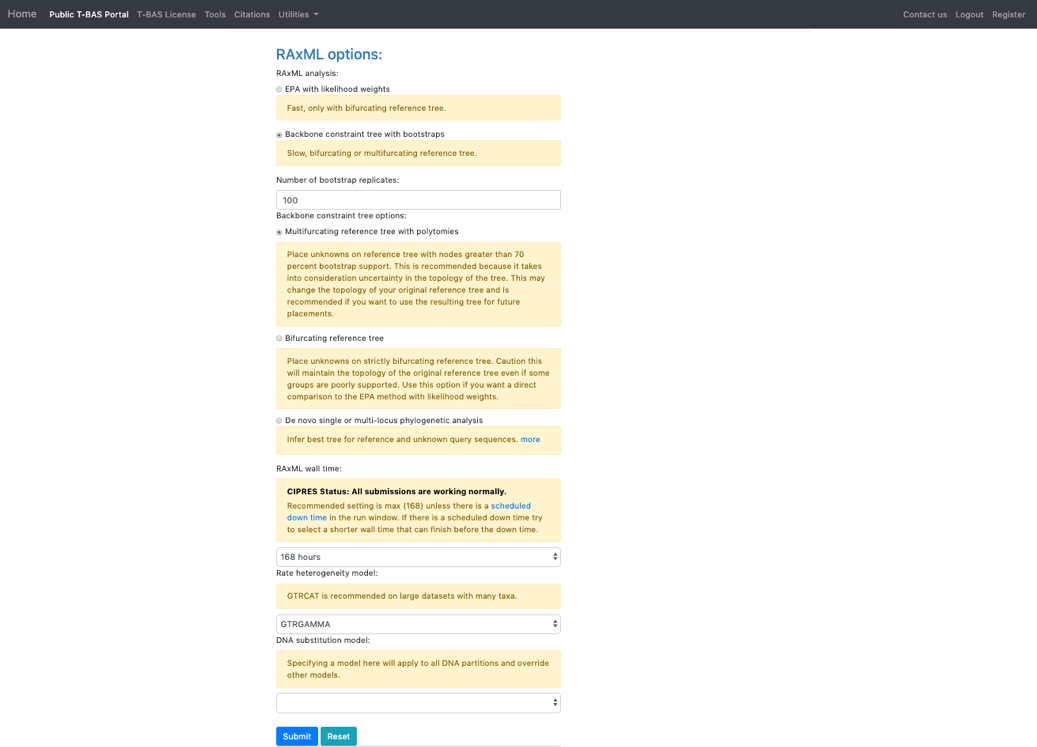 Home Public T-BAS Portal T-BAS License Tools Citations Utilities Contact us Logout Register
RAxML options:
RAxML analysis:
EPA with likelihood weights
Fast, only with bifurcating reference tree.
Backbone constraint tree with bootstraps
Slow, bifurcating or multifurcating reference tree.
Number of bootstrap replicates:
100
Backbone constraint tree options:
Multifurcating reference tree with polytomies
Place unknowns on reference tree with nodes greater than 70
percent bootstrap support. This is recommended because it takes
into consideration uncertainty in the topology of the tree. This may
change the topology of your original reference tree and is
recommended if you want to use the resulting tree for future
placements.
Bifurcating reference tree
Place unknowns on strictly bifurcating reference tree. Caution this
will maintain the topology of the original reference tree even if some
groups are poorly supported. Use this option if you want a direct
comparison to the EPA method with likelihood weights.
De novo single or multi-locus phylogenetic analysis
Infer best tree for reference and unknown query sequences. more
RAxML wall time:
CIPRES Status: All submissions are working normally.
Recommended setting is max (168) unless there is a scheduled
down time in the run window. If there is a scheduled down time try
to select a shorter wall time that can finish before the down time.
168 hours
Rate heterogeneity model:
GTRCAT is recommended on large datasets with many taxa.
GTRGAMMA
DNA substitution model:
Specifying a model here will apply to all DNA partitions and override
other models.
Submit Reset